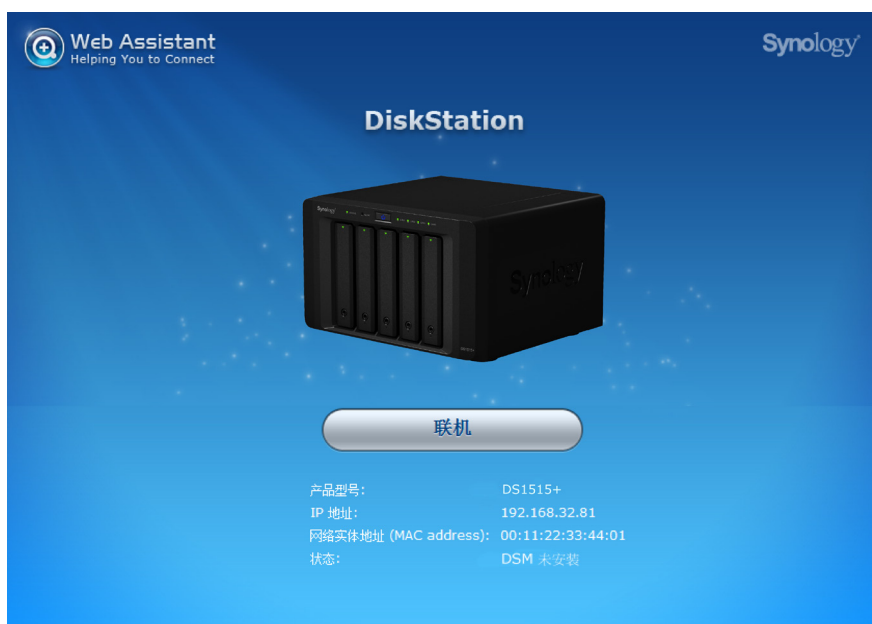 Web Assistant
Helping You to Connect
Synology
DiskStation
Synology
Synology
联机
产品型号: DS1515+
IP 地址: 192.168.32.81
网络实体地址 (MAC address): 00:11:22:33:44:01
状态: DSM 未安装